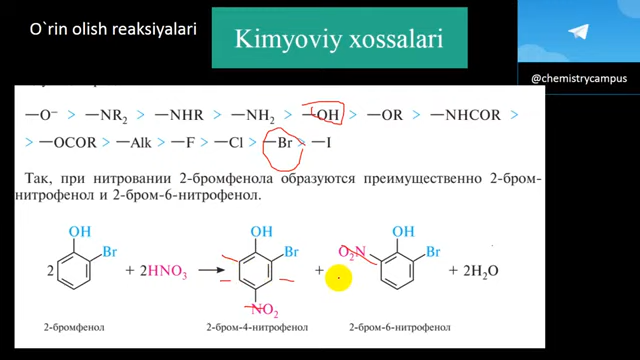 O`rin olish reaksiyalari
Kimyoviy xossalari
@chemistrycampus
—O⁻ > —NR₂ > —NHR > —NH₂ > —OH > —OR > —NHCOR >
> —OCOR > —Alk > —F > —Cl > —Br > —I
Так, при нитровании 2-бромфенола образуются преимущественно 2-бром-
нитрофенол и 2-бром-6-нитрофенол.
OH OH OH
2 Br + 2HNO₃ → Br + O₂N Br + 2H₂O
NO₂
2-бромфенол 2-бром-4-нитрофенол 2-бром-6-нитрофенол